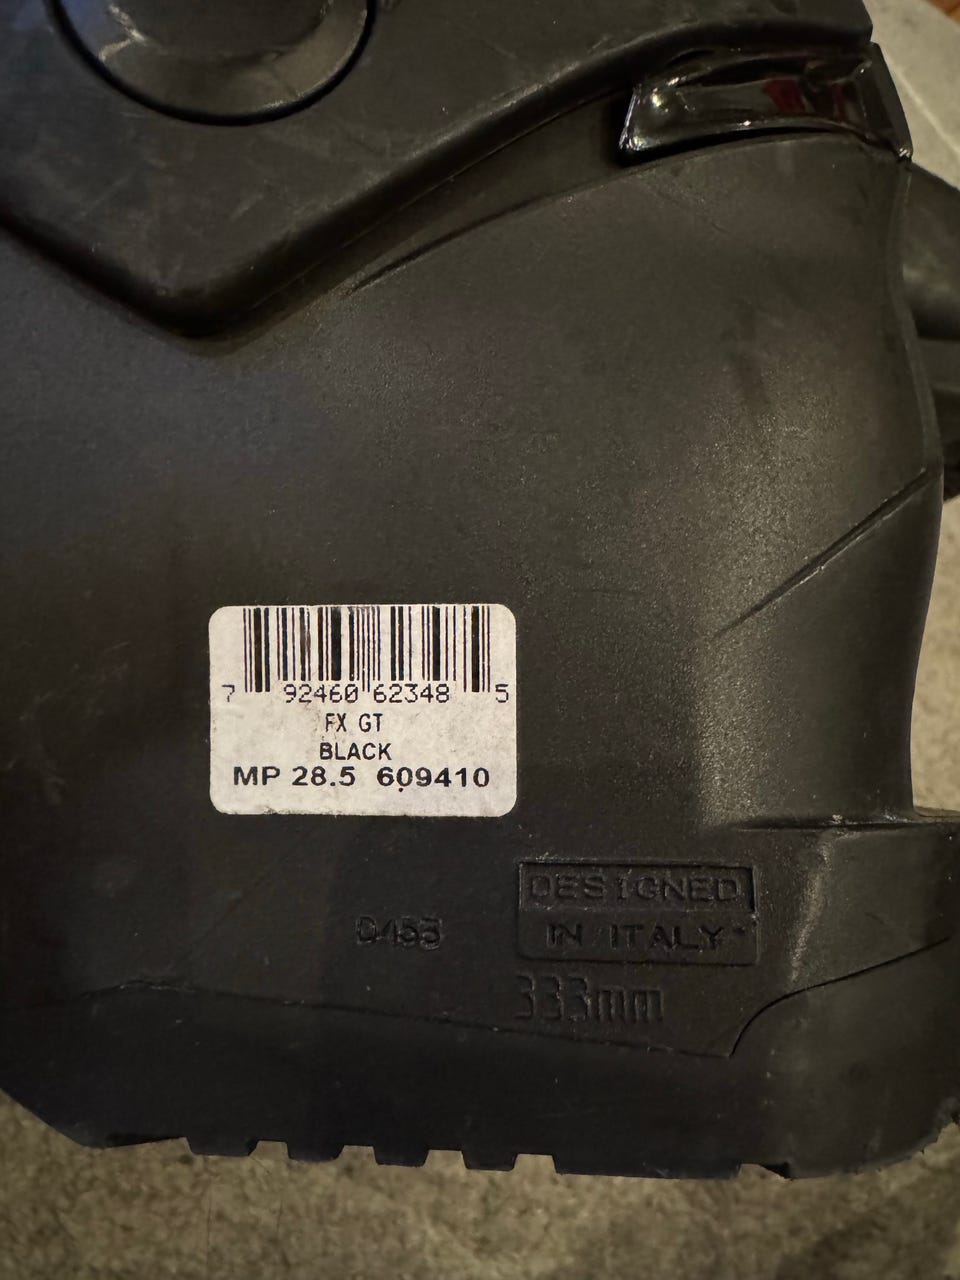 7 92460 62348 5
FX GT
BLACK
MP 28.5 609410
DESIGNED
IN ITALY
333mm